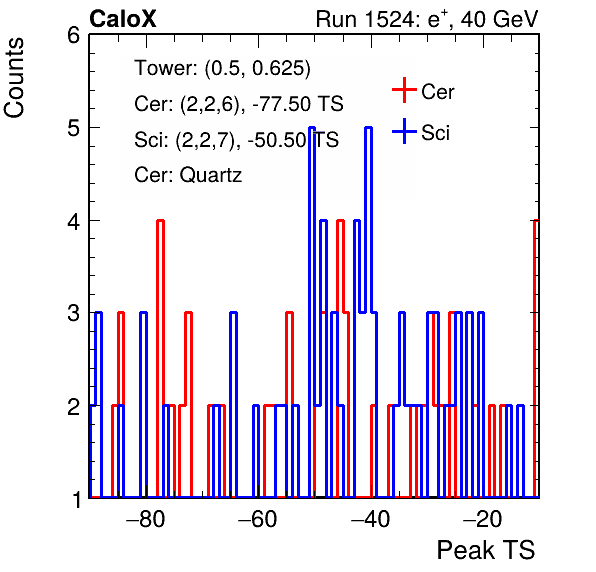 CaloX Run 1524: e+, 40 GeV
Counts
6
Tower: (0.5, 0.625)
Cer: (2,2,6), -77.50 TS
Sci: (2,2,7), -50.50 TS
Cer: Quartz
Cer
Sci
5
4
3
2
1
−80 −60 −40 −20
Peak TS